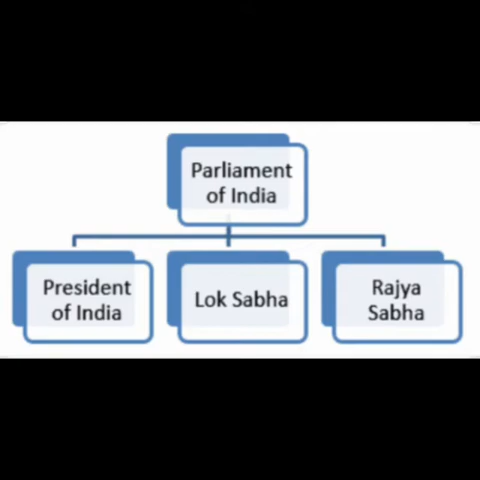 Parliament
of India
President
of India
Lok Sabha
Rajya
Sabha